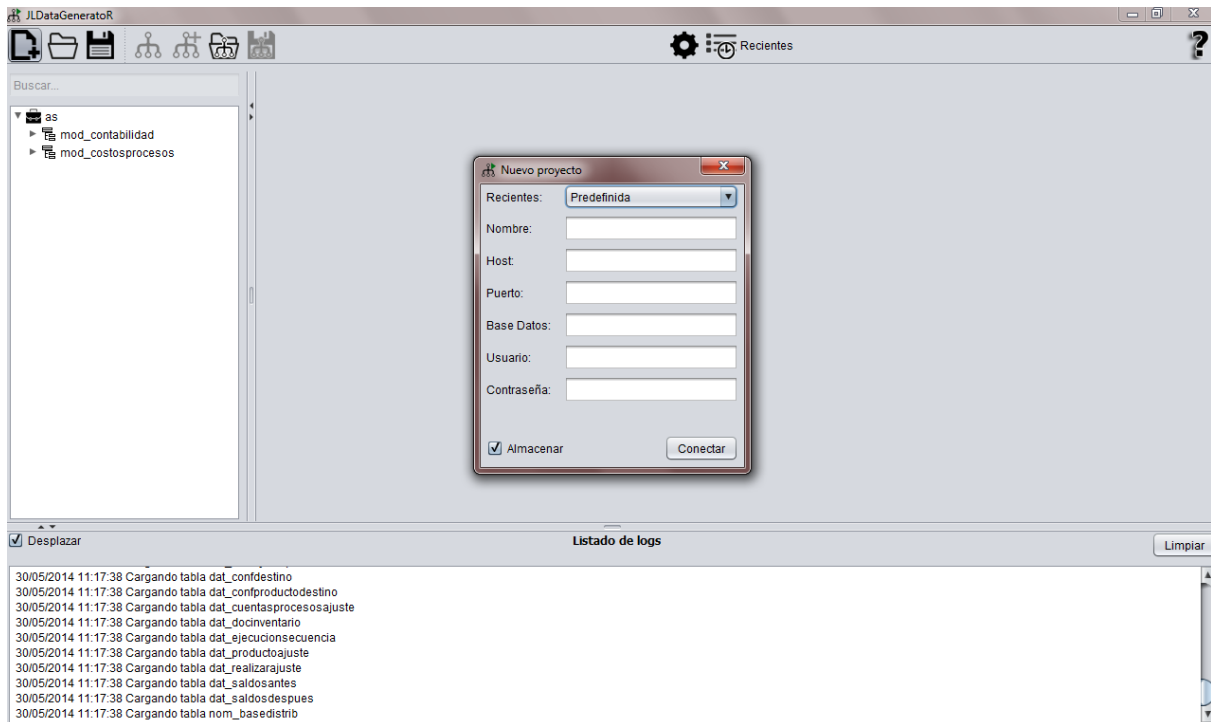 JLDataGeneratoR
Recientes
Buscar...
as
mod_contabilidad
mod_costosprocesos
Nuevo proyecto
Recientes: Predefinida
Nombre:
Host:
Puerto:
Base Datos:
Usuario:
Contraseña:
Almacenar Conectar
Desplazar Listado de logs Limpiar
30/05/2014 11:17:38 Cargando tabla dat_confdestino
30/05/2014 11:17:38 Cargando tabla dat_confproductodestino
30/05/2014 11:17:38 Cargando tabla dat_cuentasprocesosajuste
30/05/2014 11:17:38 Cargando tabla dat_docinventario
30/05/2014 11:17:38 Cargando tabla dat_ejecucionsecuencia
30/05/2014 11:17:38 Cargando tabla dat_productoajuste
30/05/2014 11:17:38 Cargando tabla dat_realizarajuste
30/05/2014 11:17:38 Cargando tabla dat_saldosantes
30/05/2014 11:17:38 Cargando tabla dat_saldosdespues
30/05/2014 11:17:38 Cargando tabla nom_basedistrib